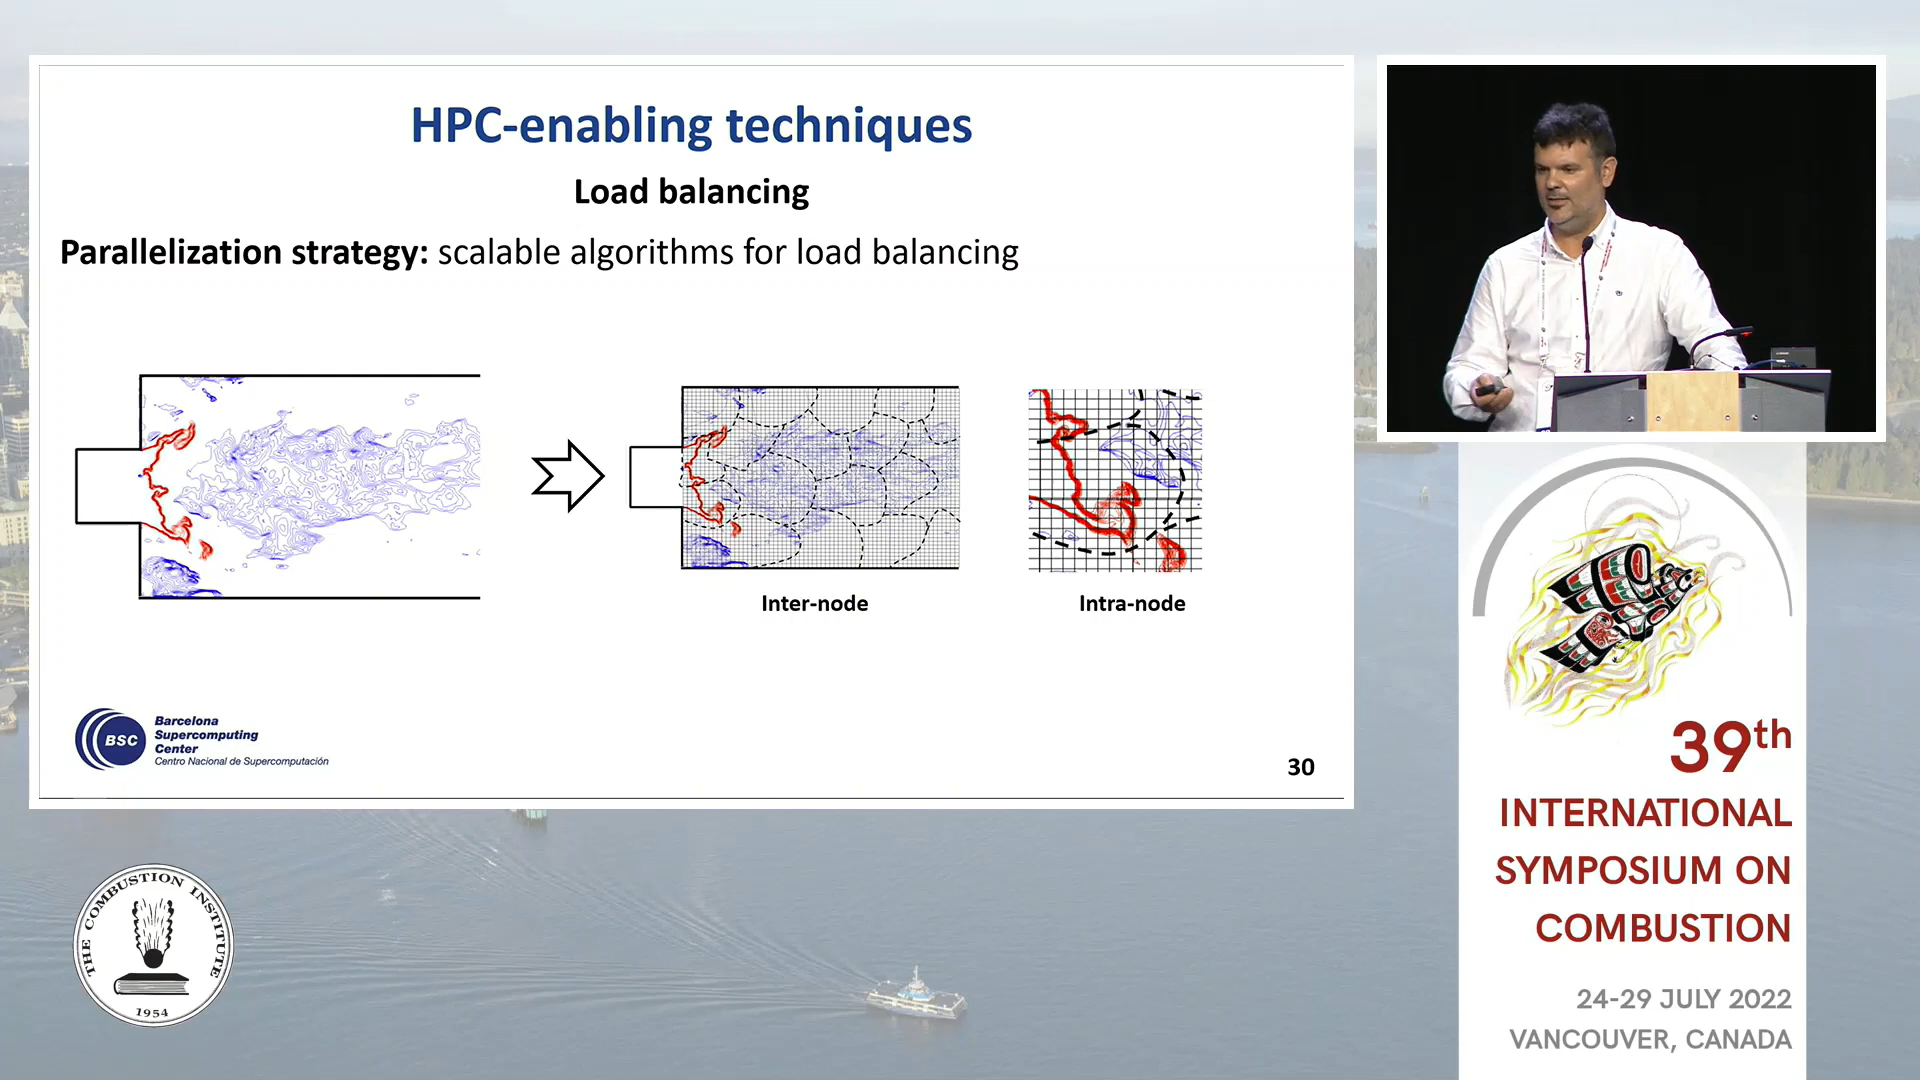 HPC-enabling techniques
Load balancing
Parallelization strategy: scalable algorithms for load balancing
Inter-node
Intra-node
BSC
Barcelona
Supercomputing
Center
Centro Nacional de Supercomputación
30
39th
INTERNATIONAL
SYMPOSIUM ON
COMBUSTION
24-29 JULY 2022
VANCOUVER, CANADA
THE COMBUSTION INSTITUTE
1954